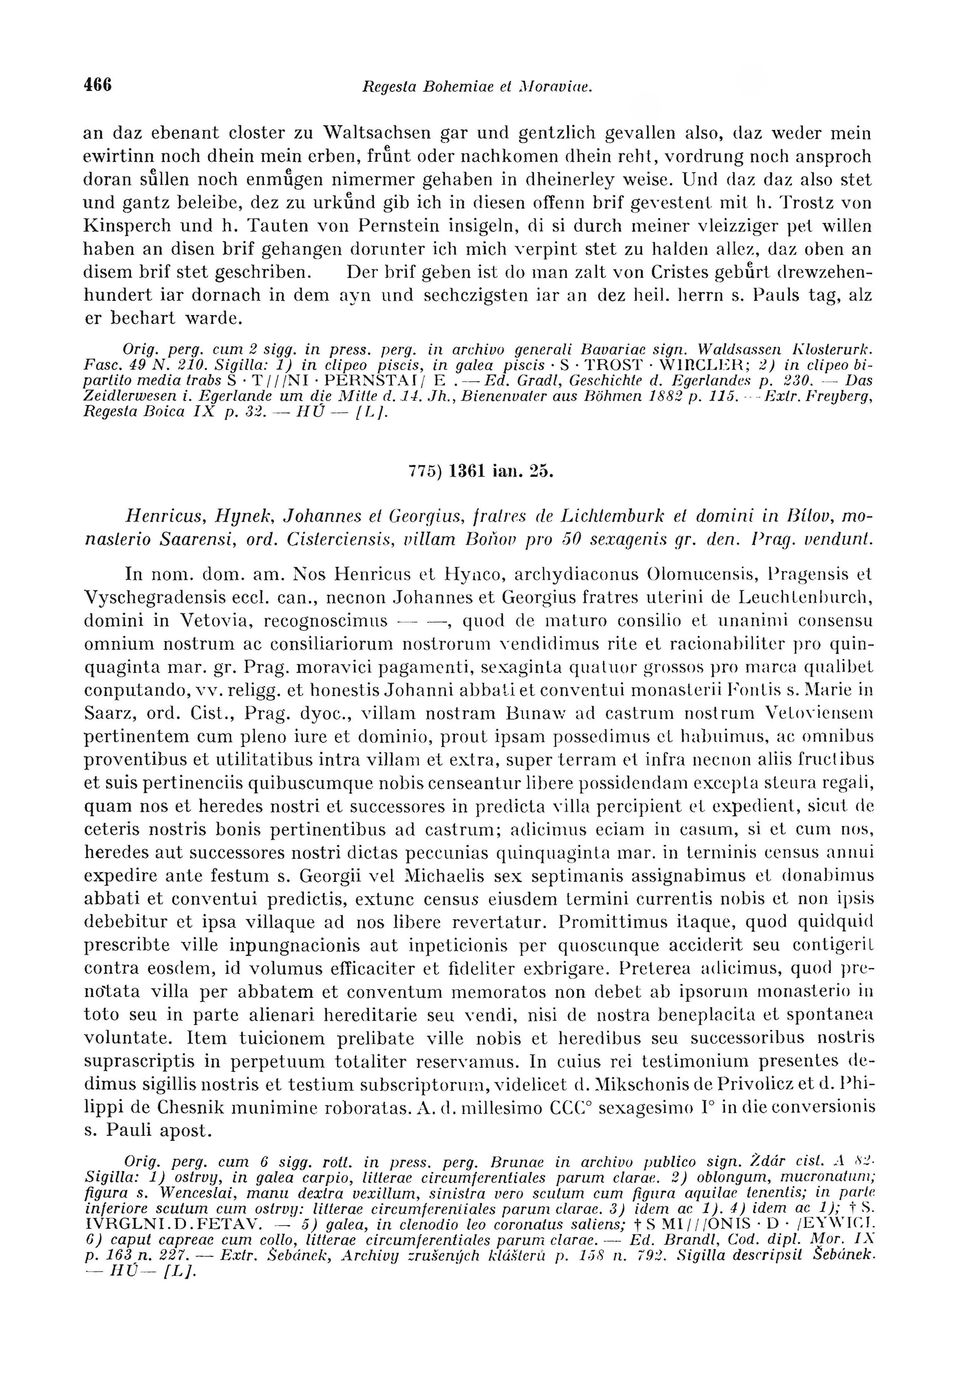 466 Regesta Bohemiae et Moraviae.
an daz ebenant closter zu Waltsachsen gar und gentzlich gevallen also, daz weder mein
ewirtinn noch dhein mein erben, frůnt oder nachkomen dhein reht, vordrung noch ansproch
doran sůllen noch enmůgen nimermer gehaben in dheinerley weise. Und daz daz also stet
und gantz beleibe, dez zu urkůnd gib ich in diesen offenn brif gevestent mit h. Trostz von
Kinsperch und h. Tauten von Pernstein insigeln, di si durch meiner vleizziger pet willen
haben an disen brif gehangen dorunter ich mich verpint stet zu halden allez, daz oben an
disem brif stet geschriben. Der brif geben ist do man zalt von Cristes gebůrt drewzehen-
hundert iar dornach in dem ayn und sechczigsten iar an dez heil. herrn s. Pauls tag, alz
er bechart warde.
Orig. perg. cum 2 sigg. in press. perg. in archivo generali Bavariae sign. Waldsassen Klosterurk.
Fasc. 49 N. 210. Sigilla: 1) in clipeo piscis, in galea piscis · S · TROST · WIRCLER; 2) in clipeo bi-
partito media trabs S · T///NI · PERNSTAI/ E . — Ed. Gradl, Geschichte d. Egerlandes p. 230. — Das
Zeidlerwesen i. Egerlande um die Mitte d. 14. Jh., Bienenvater aus Böhmen 1882 p. 115. — Extr. Freyberg,
Regesta Boica IX p. 32. — HÚ — [L].
775) 1361 ian. 25.
Henricus, Hynek, Johannes et Georgius, fratres de Lichtemburk et domini in Bítov, mo-
nasterio Saarensi, ord. Cisterciensis, villam Boňov pro 50 sexagenis gr. den. Prag. vendunt.
In nom. dom. am. Nos Henricus et Hynco, archydiaconus Olomucensis, Pragensis et
Vyschegradensis eccl. can., necnon Johannes et Georgius fratres uterini de Leuchtenburch,
domini in Vetovia, recognoscimus — —, quod de maturo consilio et unanimi consensu
omnium nostrum ac consiliariorum nostrorum vendidimus rite et racionabiliter pro quin-
quaginta mar. gr. Prag. moravici pagamenti, sexaginta quatuor grossos pro marca qualibet
conputando, vv. religg. et honestis Johanni abbati et conventui monasterii Fontis s. Marie in
Saarz, ord. Cist., Prag. dyoc., villam nostram Bunaw ad castrum nostrum Vetoviensem
pertinentem cum pleno iure et dominio, prout ipsam possedimus et habuimus, ac omnibus
proventibus et utilitatibus intra villam et extra, super terram et infra necnon aliis fructibus
et suis pertinenciis quibuscumque nobis censeantur libere possidendam excepta steura regali,
quam nos et heredes nostri et successores in predicta villa percipient et expedient, sicut de
ceteris nostris bonis pertinentibus ad castrum; adicimus eciam in casum, si et cum nos,
heredes aut successores nostri dictas peccunias quinquaginta mar. in terminis census annui
expedire ante festum s. Georgii vel Michaelis sex septimanis assignabimus et donabimus
abbati et conventui predictis, extunc census eiusdem termini currentis nobis et non ipsis
debebitur et ipsa villaque ad nos libere revertatur. Promittimus itaque, quod quidquid
prescribte ville inpungnacionis aut inpeticionis per quoscunque acciderit seu contigerit
contra eosdem, id volumus efficaciter et fideliter exbrigare. Preterea adicimus, quod pre-
notata villa per abbatem et conventum memoratos non debet ab ipsorum monasterio in
toto seu in parte alienari hereditarie seu vendi, nisi de nostra beneplacita et spontanea
voluntate. Item tuicionem prelibate ville nobis et heredibus seu successoribus nostris
suprascriptis in perpetuum totaliter reservamus. In cuius rei testimonium presentes de-
dimus sigillis nostris et testium subscriptorum, videlicet d. Mikschonis de Privolicz et d. Phi-
lippi de Chesnik munimine roboratas. A. d. millesimo CCC° sexagesimo I° in die conversionis
s. Pauli apost.
Orig. perg. cum 6 sigg. rott. in press. perg. Brunae in archivo publico sign. Ždár cist. A 82.
Sigilla: 1) ostrvy, in galea carpio, litterae circumferentiales parum clarae. 2) oblongum, mucronatum;
figura s. Wenceslai, manu dextra vexillum, sinistra vero scutum cum figura aquilae tenentis; in parte
inferiore scutum cum ostrvy: litterae circumferentiales parum clarae. 3) idem ac 1). 4) idem ac 1); † S.
IVRGLNI.D.FETAV. — 5) galea, in clenodio leo coronatus saliens; † S MI///ONIS · D · /EYWICI.
6) caput capreae cum collo, litterae circumferentiales parum clarae. — Ed. Brandl, Cod. dipl. Mor. IX
p. 163 n. 227. — Extr. Šebánek, Archivy zrušených klášterů p. 158 n. 792. Sigilla descripsit Šebánek.
— HÚ — [L].